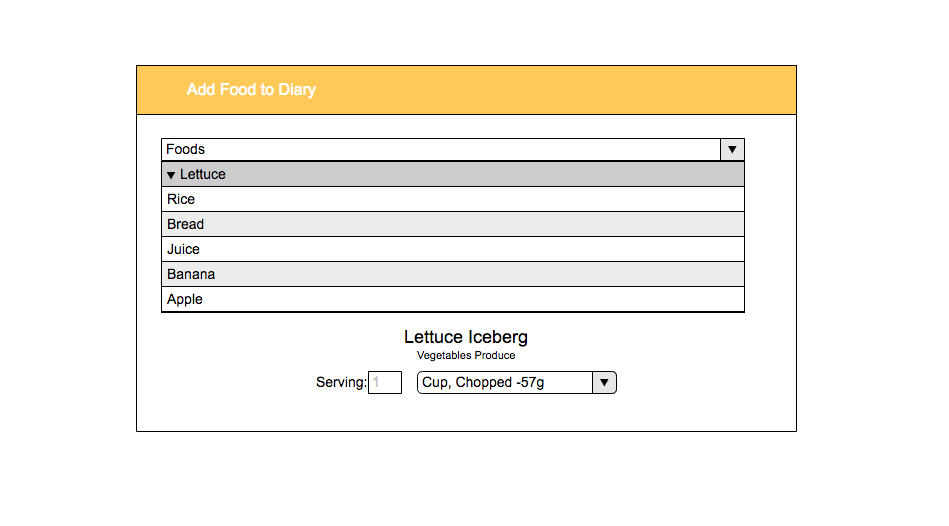 Add Food to Diary
Foods
Lettuce
Rice
Bread
Juice
Banana
Apple
Lettuce Iceberg
Vegetables Produce
Serving: 1 Cup, Chopped -57g